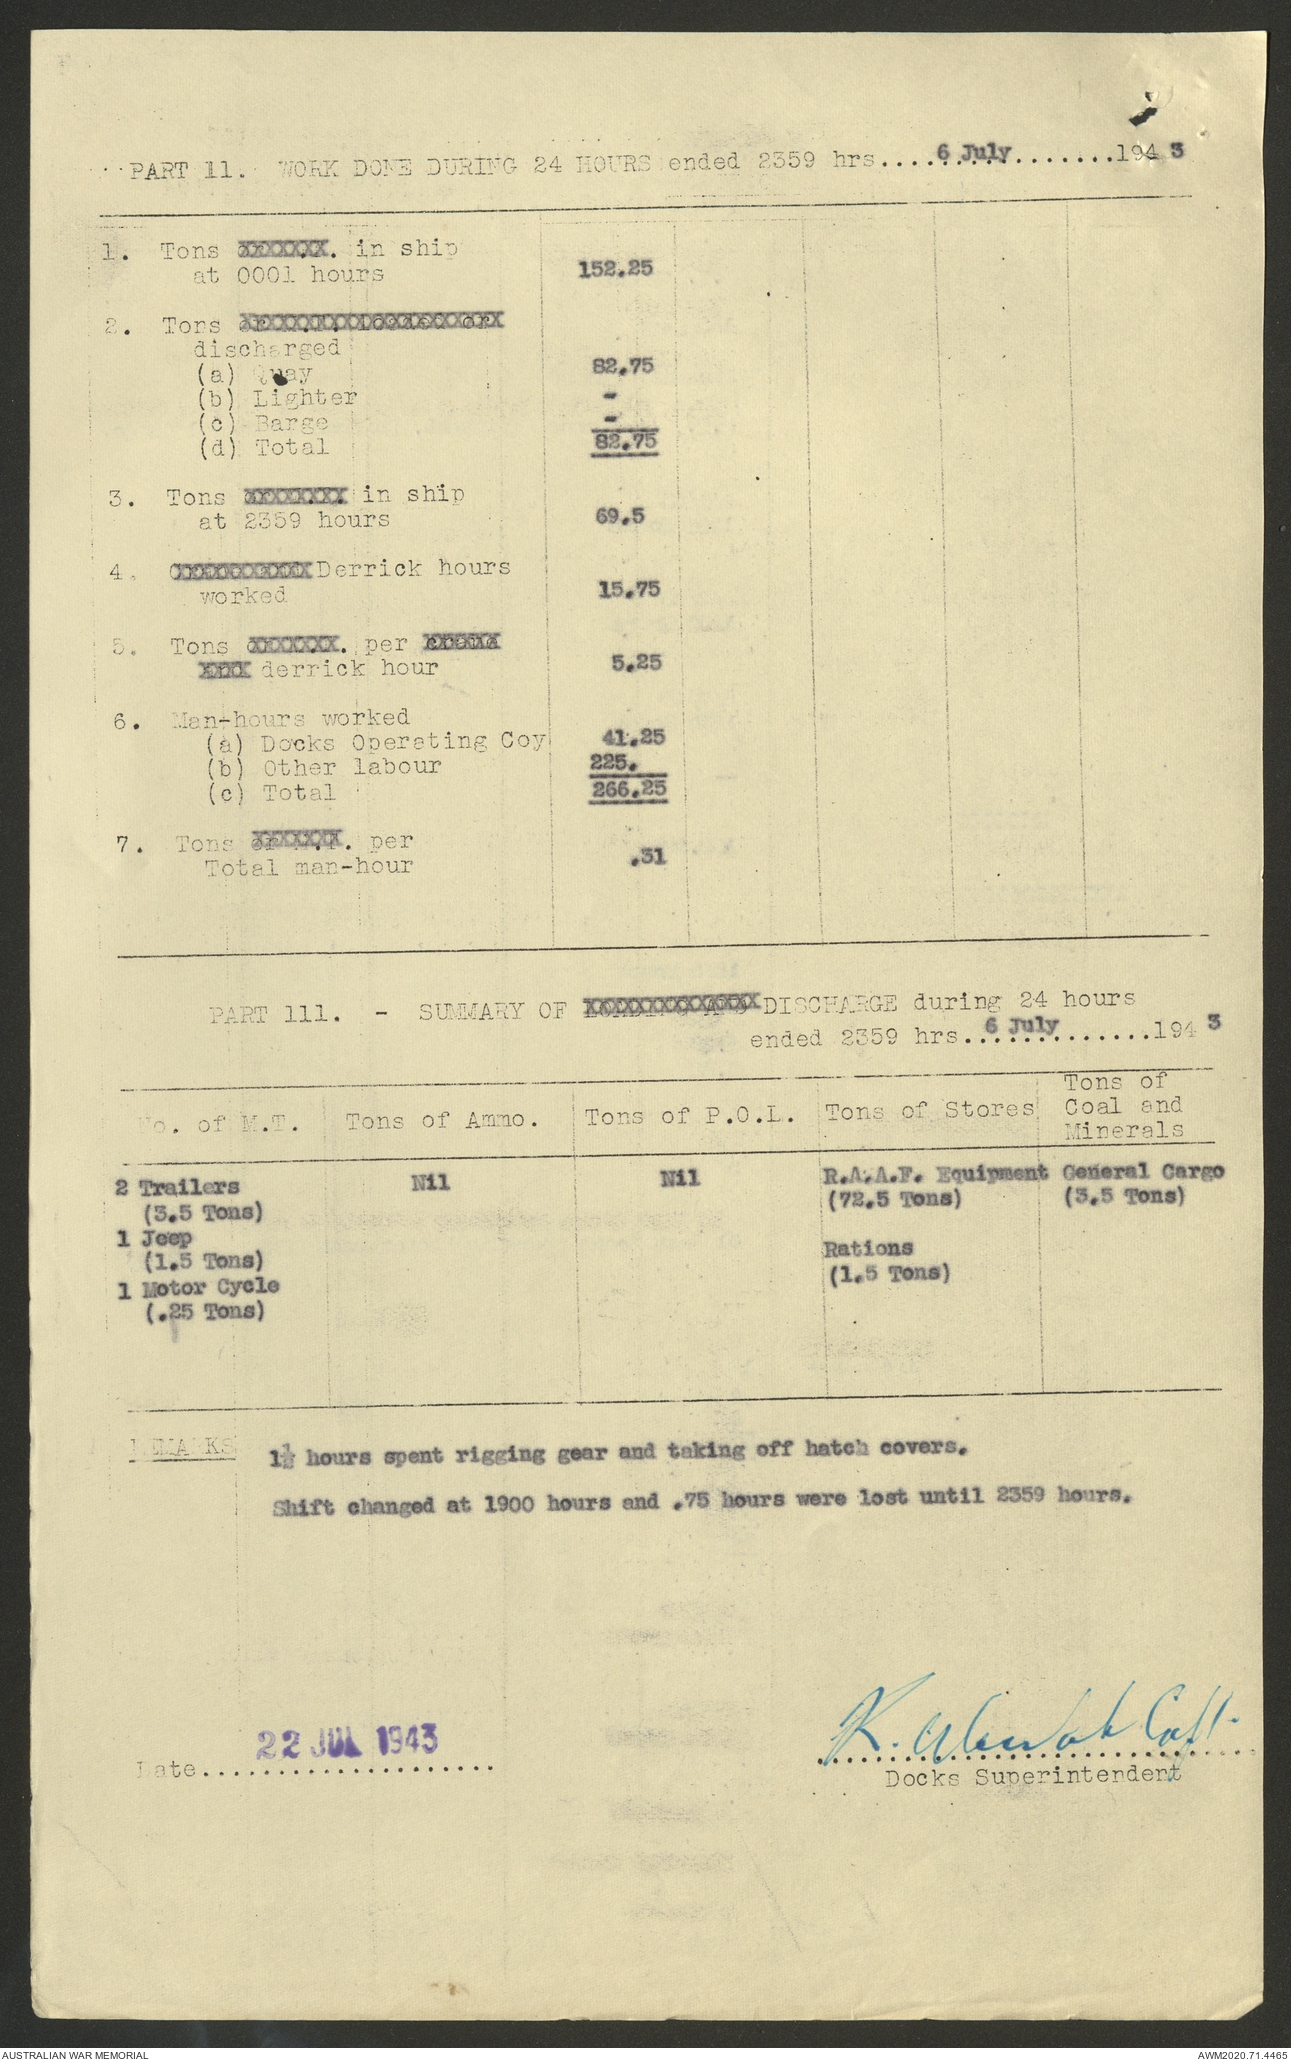 PART 11. WORK DONE DURING 24 HOURS ended 2359 hrs....6 July.......1943
1. Tons xxxxxxx. in ship 
at 0001 hours 152.25
2. Tons
discharged
(a) Quay 82.75
(b) Lighter -
(c) Barge -
(d) Total 82.75
3. Tons in ship
at 2359 hours 69.5
4. Derrick hours
worked 15.75
5. Tons per
derrick hour 5.25
6. Man-hours worked
(a) Docks Operating Coy 41.25
(b) Other labour 225.
(c) Total 266.25
7. Tons per
Total man-hour .31
PART 111. - SUMMARY OF DISCHARGE during 24 hours
ended 2359 hrs..6 July..............1943
No. of M.T. Tons of Ammo. Tons of P.O.L. Tons of Stores Tons of Coal and Minerals
2 Trailers Nil Nil R.A.A.F. Equipment General Cargo
(3.5 Tons) (72.5 Tons) (3.5 Tons)
1 Jeep
(1.5 Tons) Rations
1 Motor Cycle (1.5 Tons)
(.25 Tons)
REMARKS 1½ hours spent rigging gear and taking off hatch covers.
Shift changed at 1900 hours and .75 hours were lost until 2359 hours.
22 JUL 1943
Date....................
K. Capt.
Docks Superintendent
AUSTRALIAN WAR MEMORIAL AWM2020.71.4465